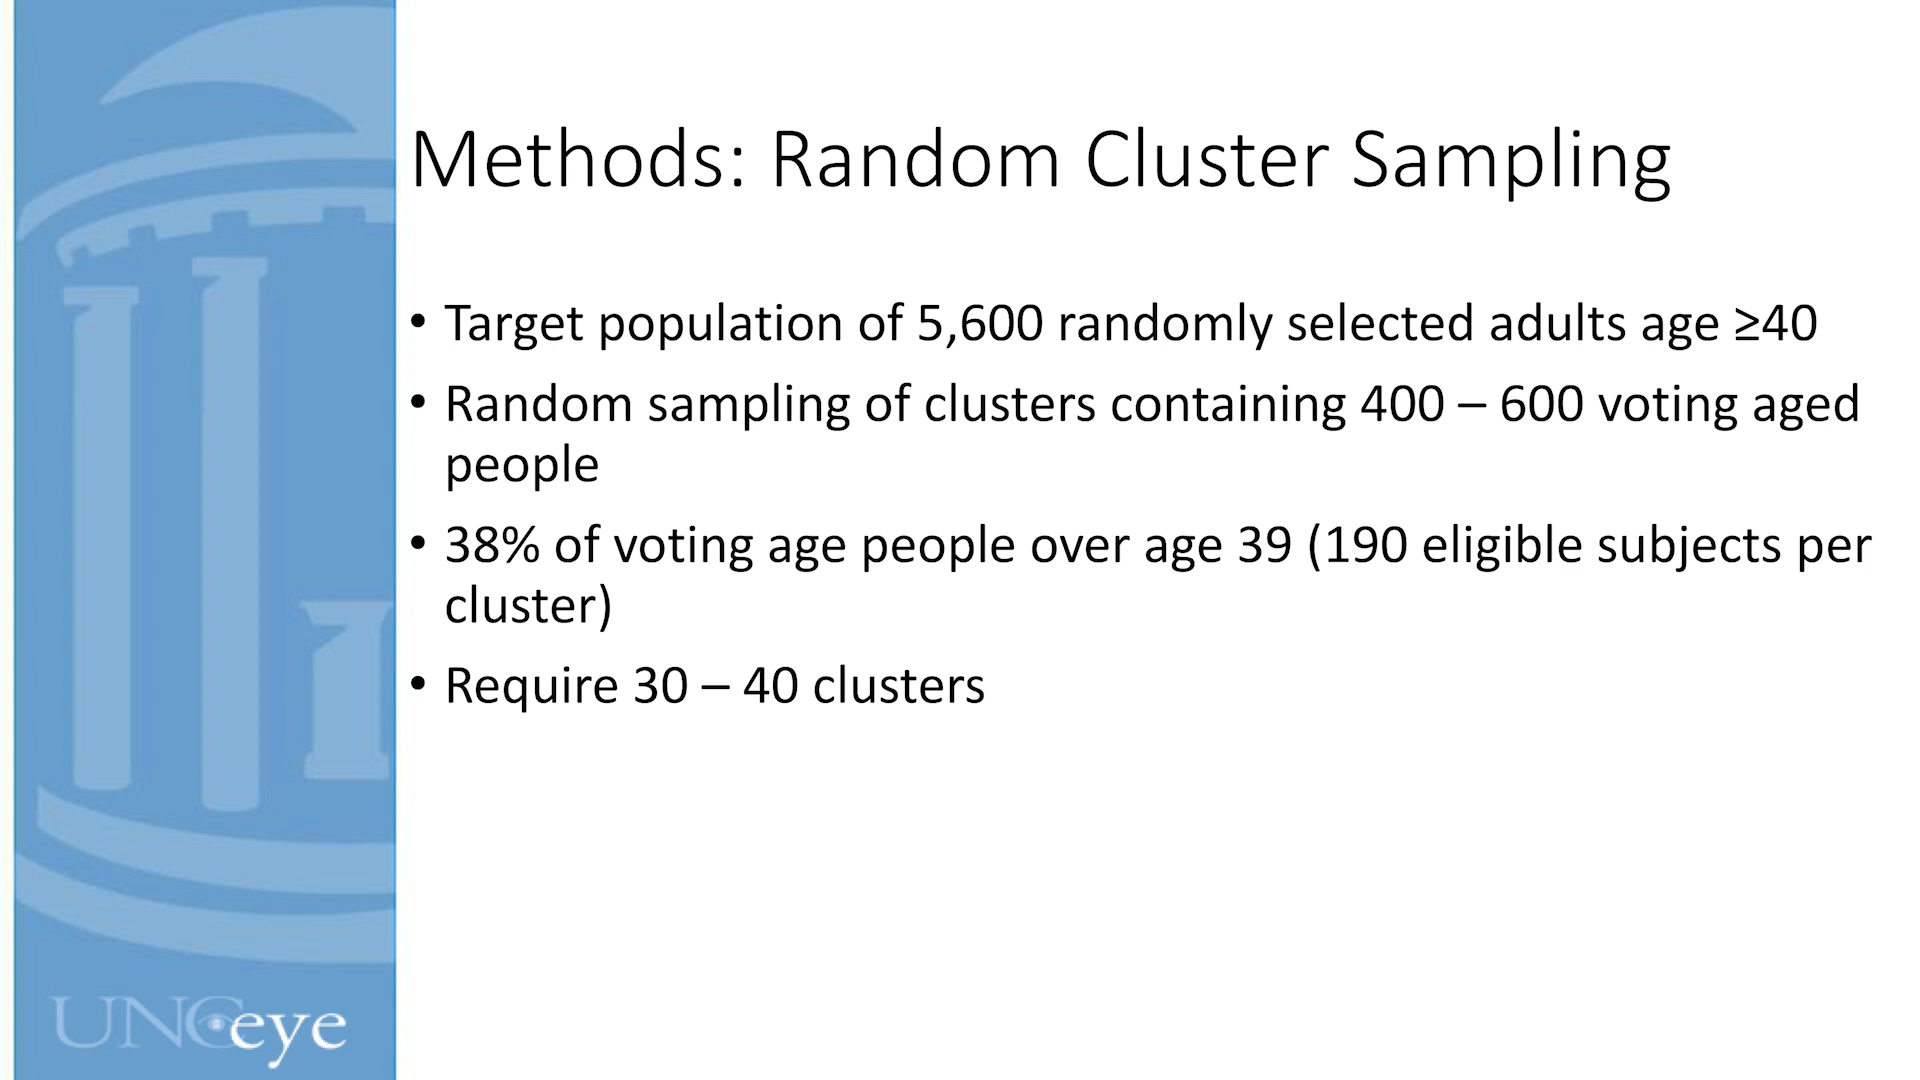 Methods: Random Cluster Sampling
• Target population of 5,600 randomly selected adults age ≥40
• Random sampling of clusters containing 400 – 600 voting aged
people
• 38% of voting age people over age 39 (190 eligible subjects per
cluster)
• Require 30 – 40 clusters
UNCeye